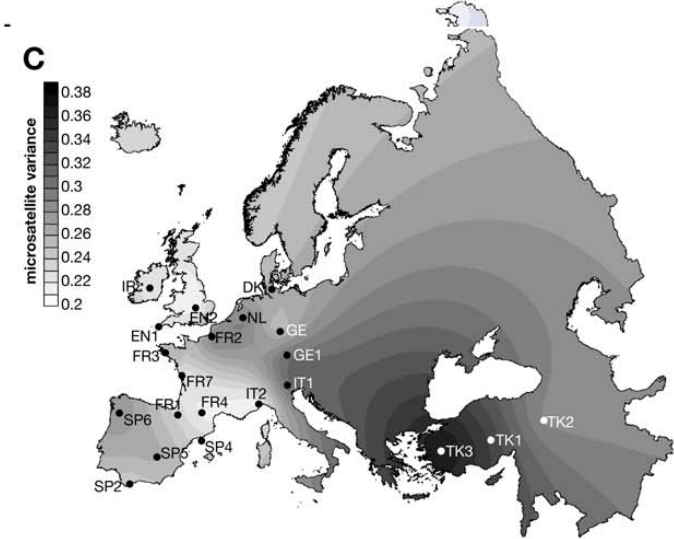 C
microsatellite variance
0.38
0.36
0.34
0.32
0.3
0.28
0.26
0.24
0.22
0.2
DK
EN2
NL
GE
EN1
FR2
FR3
GE1
FR7
IT1
IT2
FR1
FR4
SP6
TK2
SP4
TK1
SP5
TK3
SP2